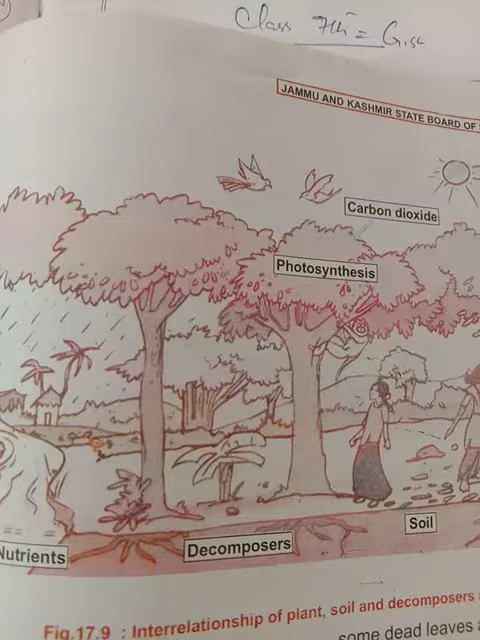 Class 7th = G.sc
JAMMU AND KASHMIR STATE BOARD OF
Carbon dioxide
Photosynthesis
Soil
Decomposers
Nutrients
Fig.17.9 : Interrelationship of plant, soil and decomposers
some dead leaves